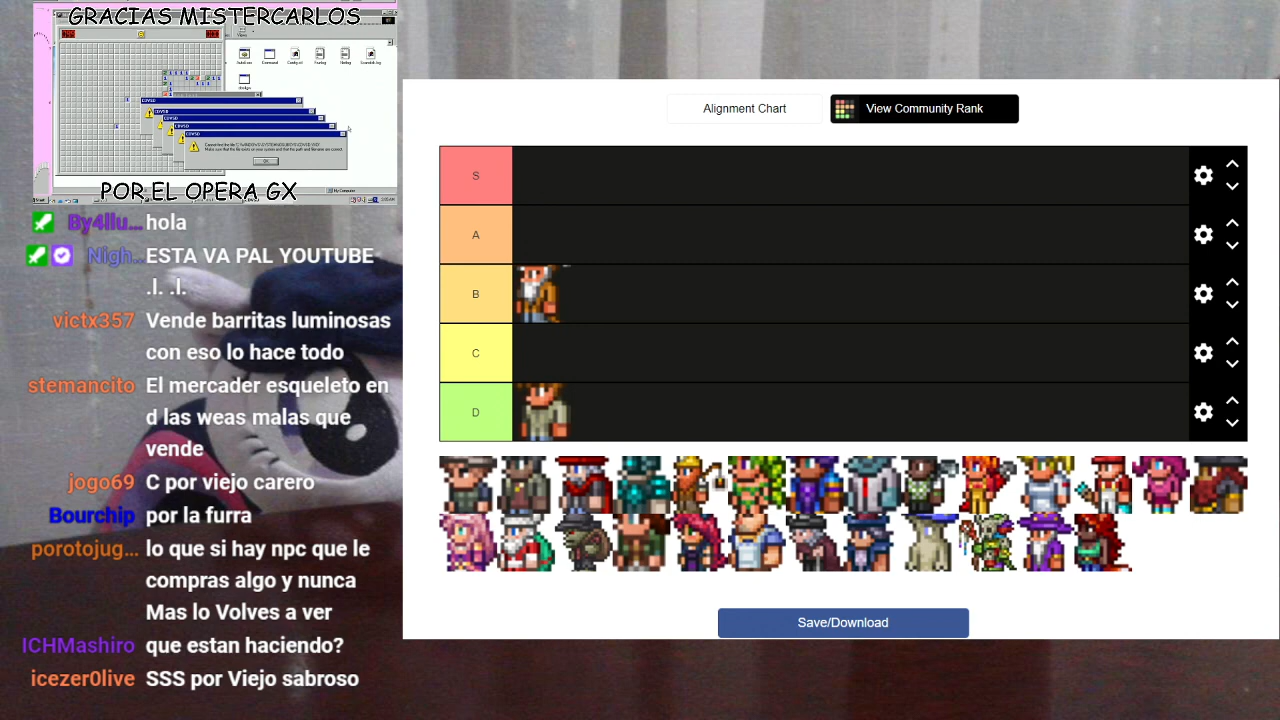 GRACIAS MISTERCARLOS
POR EL OPERA GX
By4llu... hola
Nigh... ESTA VA PAL YOUTUBE
.l. .l.
victx357 Vende barritas luminosas
con eso lo hace todo
stemancito El mercader esqueleto en
d las weas malas que
vende
jogo69 C por viejo carero
Bourchip por la furra
porotojug... lo que si hay npc que le
compras algo y nunca
Mas lo Volves a ver
ICHMashiro que estan haciendo?
icezer0live SSS por Viejo sabroso
Alignment Chart
View Community Rank
S
A
B
C
D
Save/Download